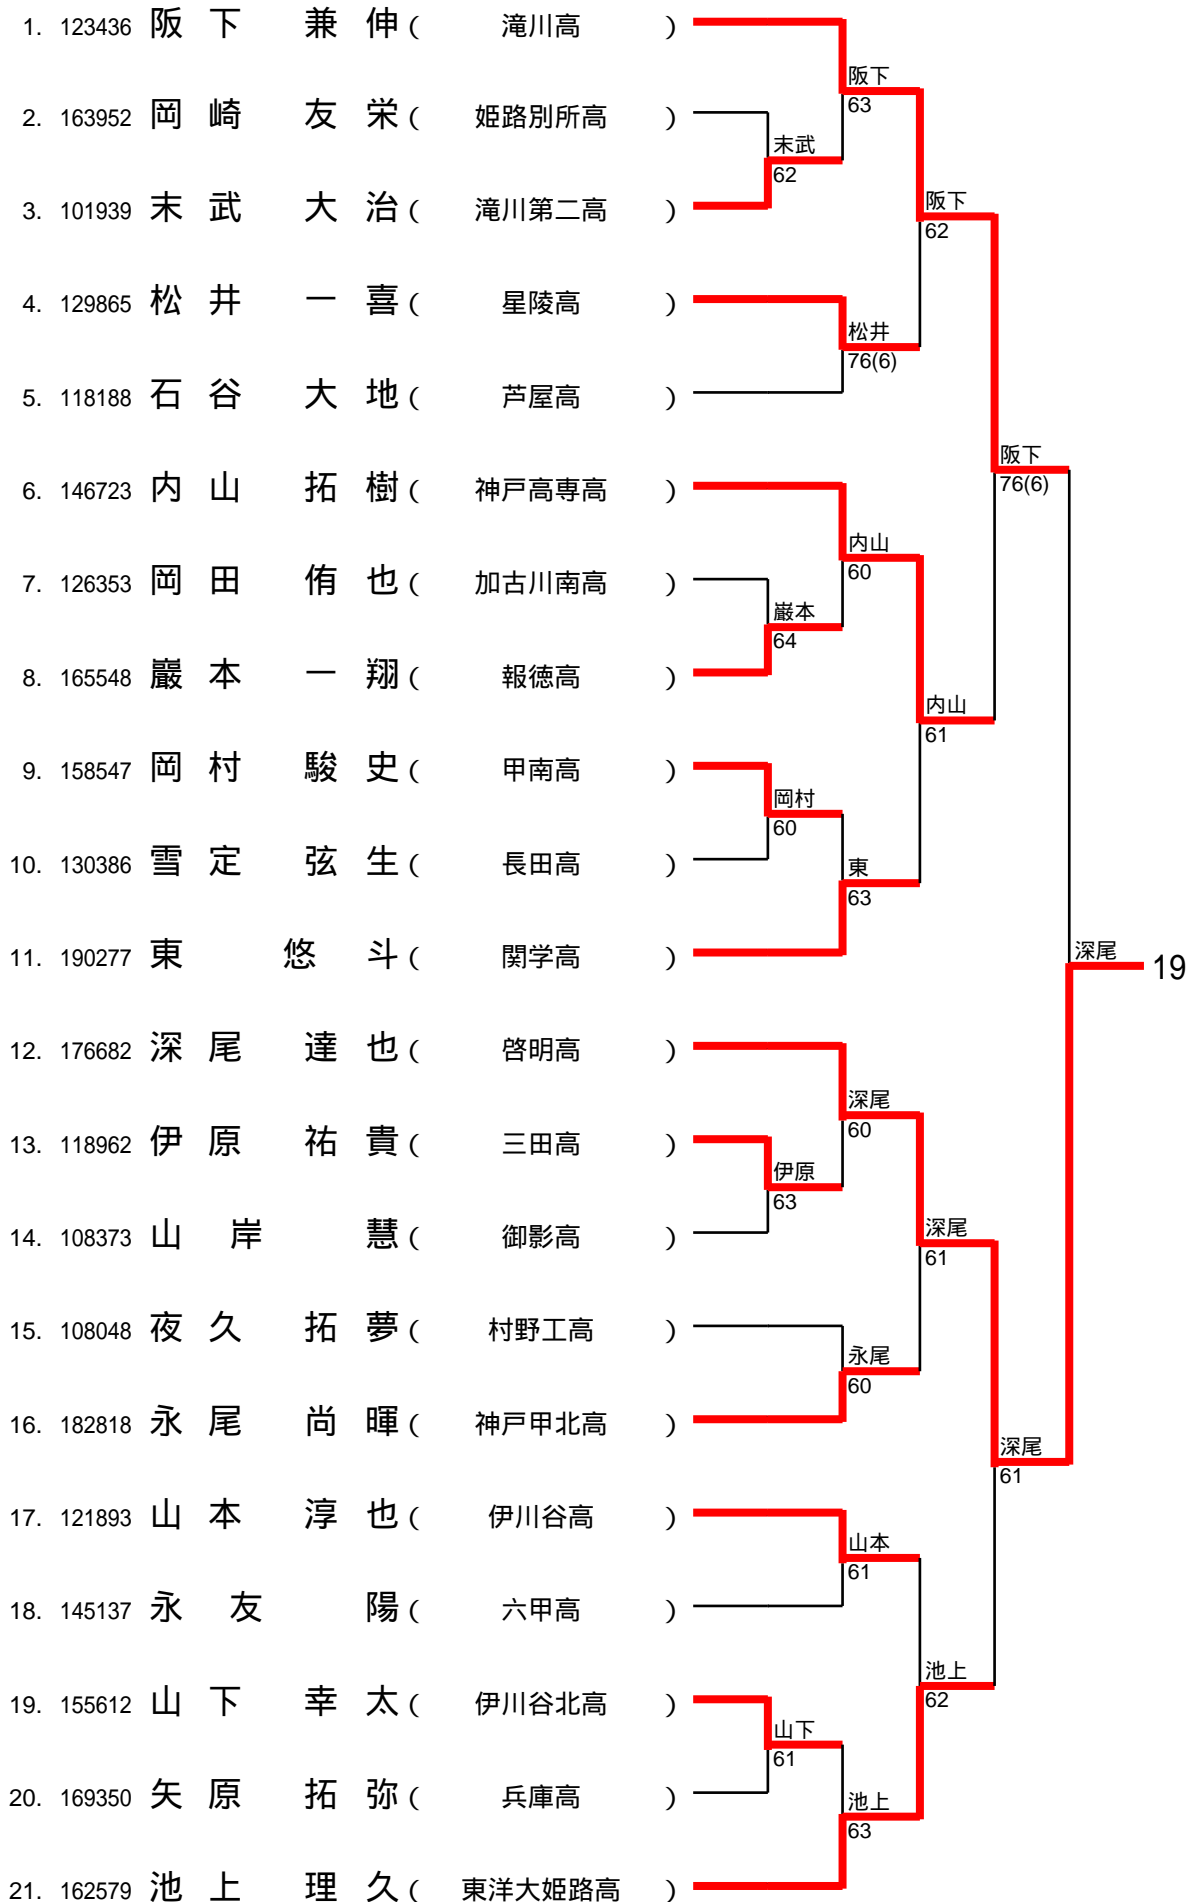 1. 123436 阪下 兼伸 ( 滝川高 )
阪下
63
2. 163952 岡崎 友栄 ( 姫路別所高 )
末武
62
3. 101939 末武 大治 ( 滝川第二高 )
阪下
62
4. 129865 松井 一喜 ( 星陵高 )
松井
76(6)
5. 118188 石谷 大地 ( 芦屋高 )
阪下
76(6)
6. 146723 内山 拓樹 ( 神戸高専高 )
内山
60
7. 126353 岡田 侑也 ( 加古川南高 )
巌本
64
8. 165548 巌本 一翔 ( 報徳高 )
内山
61
9. 158547 岡村 駿史 ( 甲南高 )
岡村
60
10. 130386 雪定 弦生 ( 長田高 )
東
63
11. 190277 東 悠斗 ( 関学高 )
深尾 19
12. 176682 深尾 達也 ( 啓明高 )
深尾
60
13. 118962 伊原 祐貴 ( 三田高 )
伊原
63
14. 108373 山岸 慧 ( 御影高 )
深尾
61
15. 108048 夜久 拓夢 ( 村野工高 )
永尾
60
16. 182818 永尾 尚暉 ( 神戸甲北高 )
深尾
61
17. 121893 山本 淳也 ( 伊川谷高 )
山本
61
18. 145137 永友 陽 ( 六甲高 )
池上
62
19. 155612 山下 幸太 ( 伊川谷北高 )
山下
61
20. 169350 矢原 拓弥 ( 兵庫高 )
池上
63
21. 162579 池上 理久 ( 東洋大姫路高 )